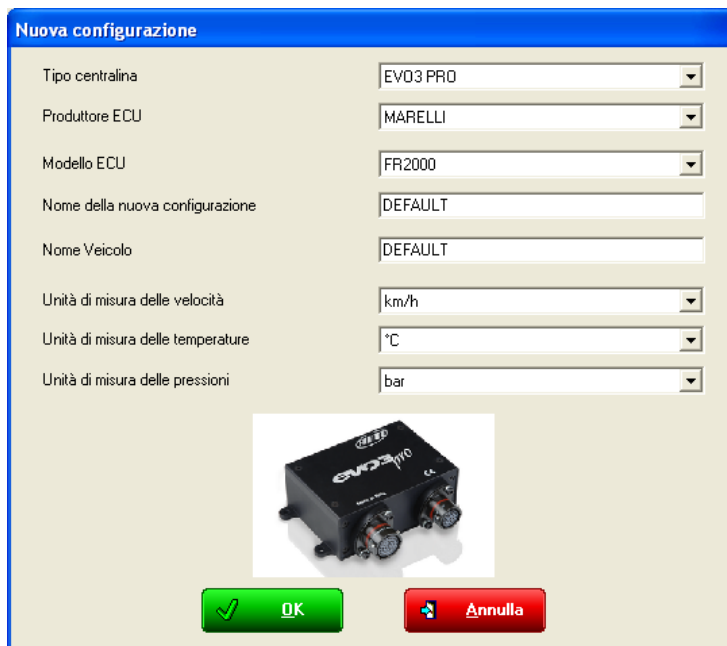 Nuova configurazione
Tipo centralina EVO3 PRO
Produttore ECU MARELLI
Modello ECU FR2000
Nome della nuova configurazione DEFAULT
Nome Veicolo DEFAULT
Unità di misura delle velocità km/h
Unità di misura delle temperature °C
Unità di misura delle pressioni bar
AIM
evo3 pro
CE
OK Annulla